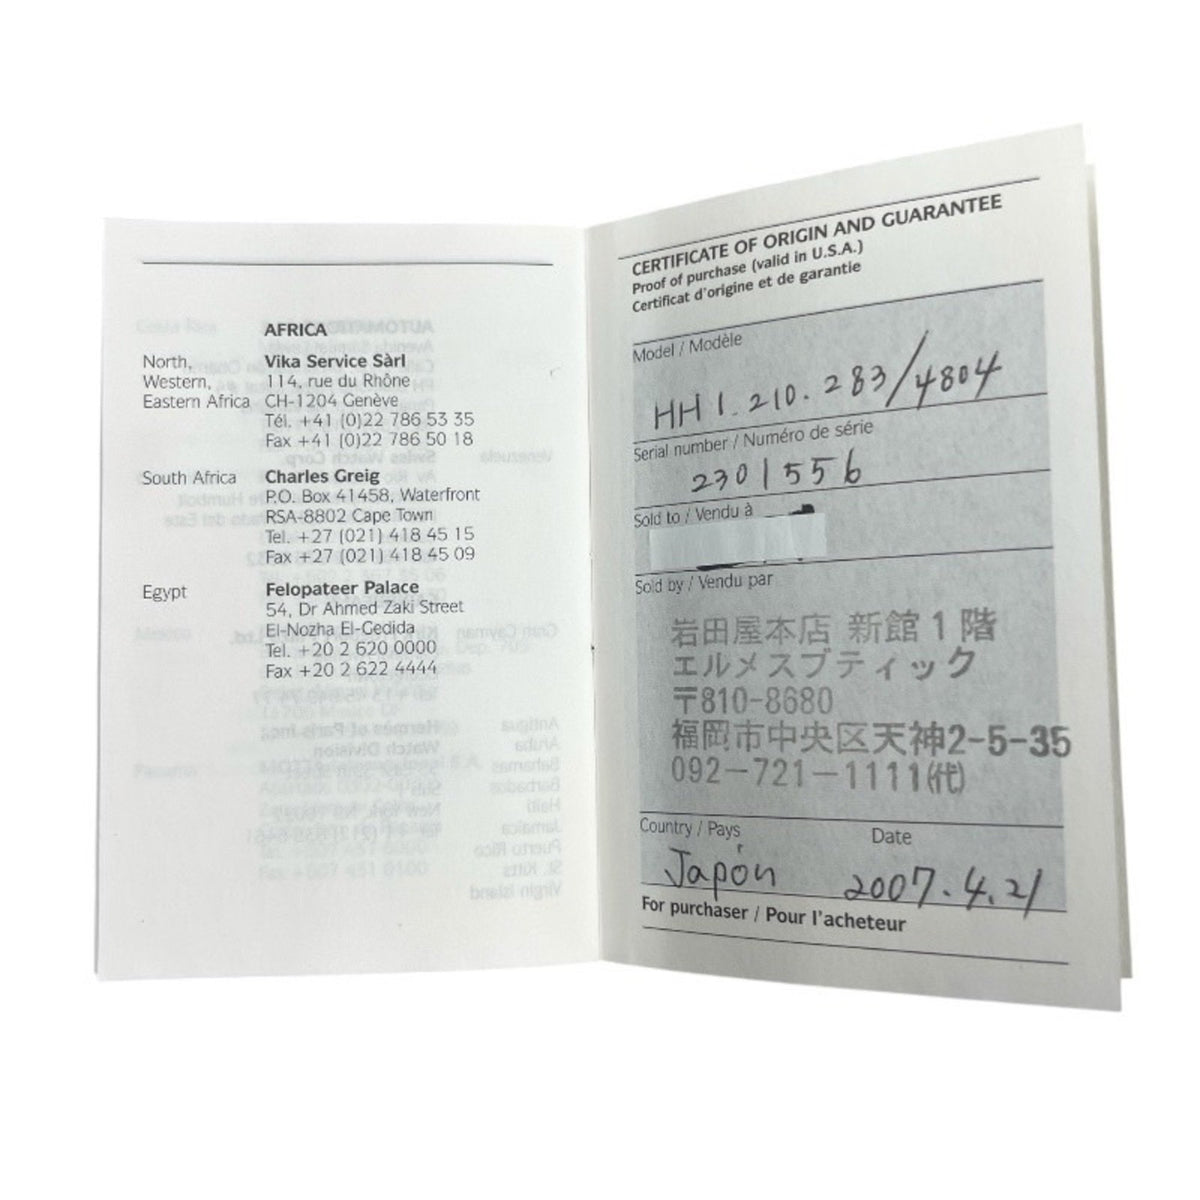 AFRICA
North, Vika Service Sàrl
Western, 114, rue du Rhône
Eastern Africa CH-1204 Genève
Tél. +41 (0)22 786 53 35
Fax +41 (0)22 786 50 18
South Africa Charles Greig
P.O. Box 41458, Waterfront
RSA-8802 Cape Town
Tel. +27 (021) 418 45 15
Fax +27 (021) 418 45 09
Egypt Felopateer Palace
54, Dr Ahmed Zaki Street
El-Nozha El-Gedida
Tel. +20 2 620 0000
Fax +20 2 622 4444
CERTIFICATE OF ORIGIN AND GUARANTEE
Proof of purchase (valid in U.S.A.)
Certificat d'origine et de garantie
Model / Modèle
HH1.210.283/4804
Serial number / Numéro de série
2301556
Sold to / Vendu à
Sold by / Vendu par
岩田屋本店 新館1階
エルメスブティック
〒810-8680
福岡市中央区天神2-5-35
092-721-1111(代)
Country / Pays Date
Japón 2007.4.21
For purchaser / Pour l'acheteur